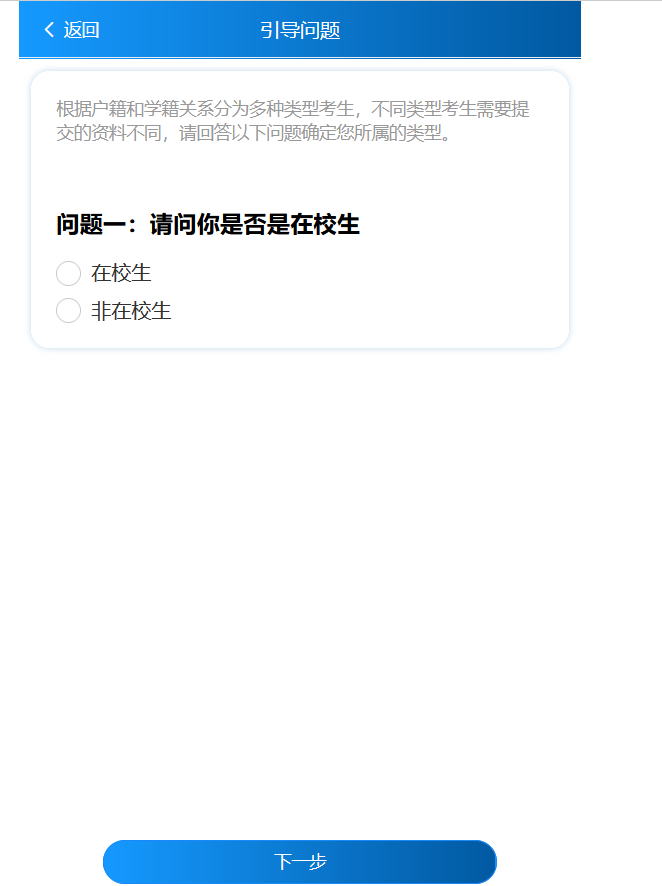 返回
引导问题
根据户籍和学籍关系分为多种类型考生，不同类型考生需要提
交的资料不同，请回答以下问题确定您所属的类型。
问题一：请问你是否是在校生
在校生
非在校生
下一步